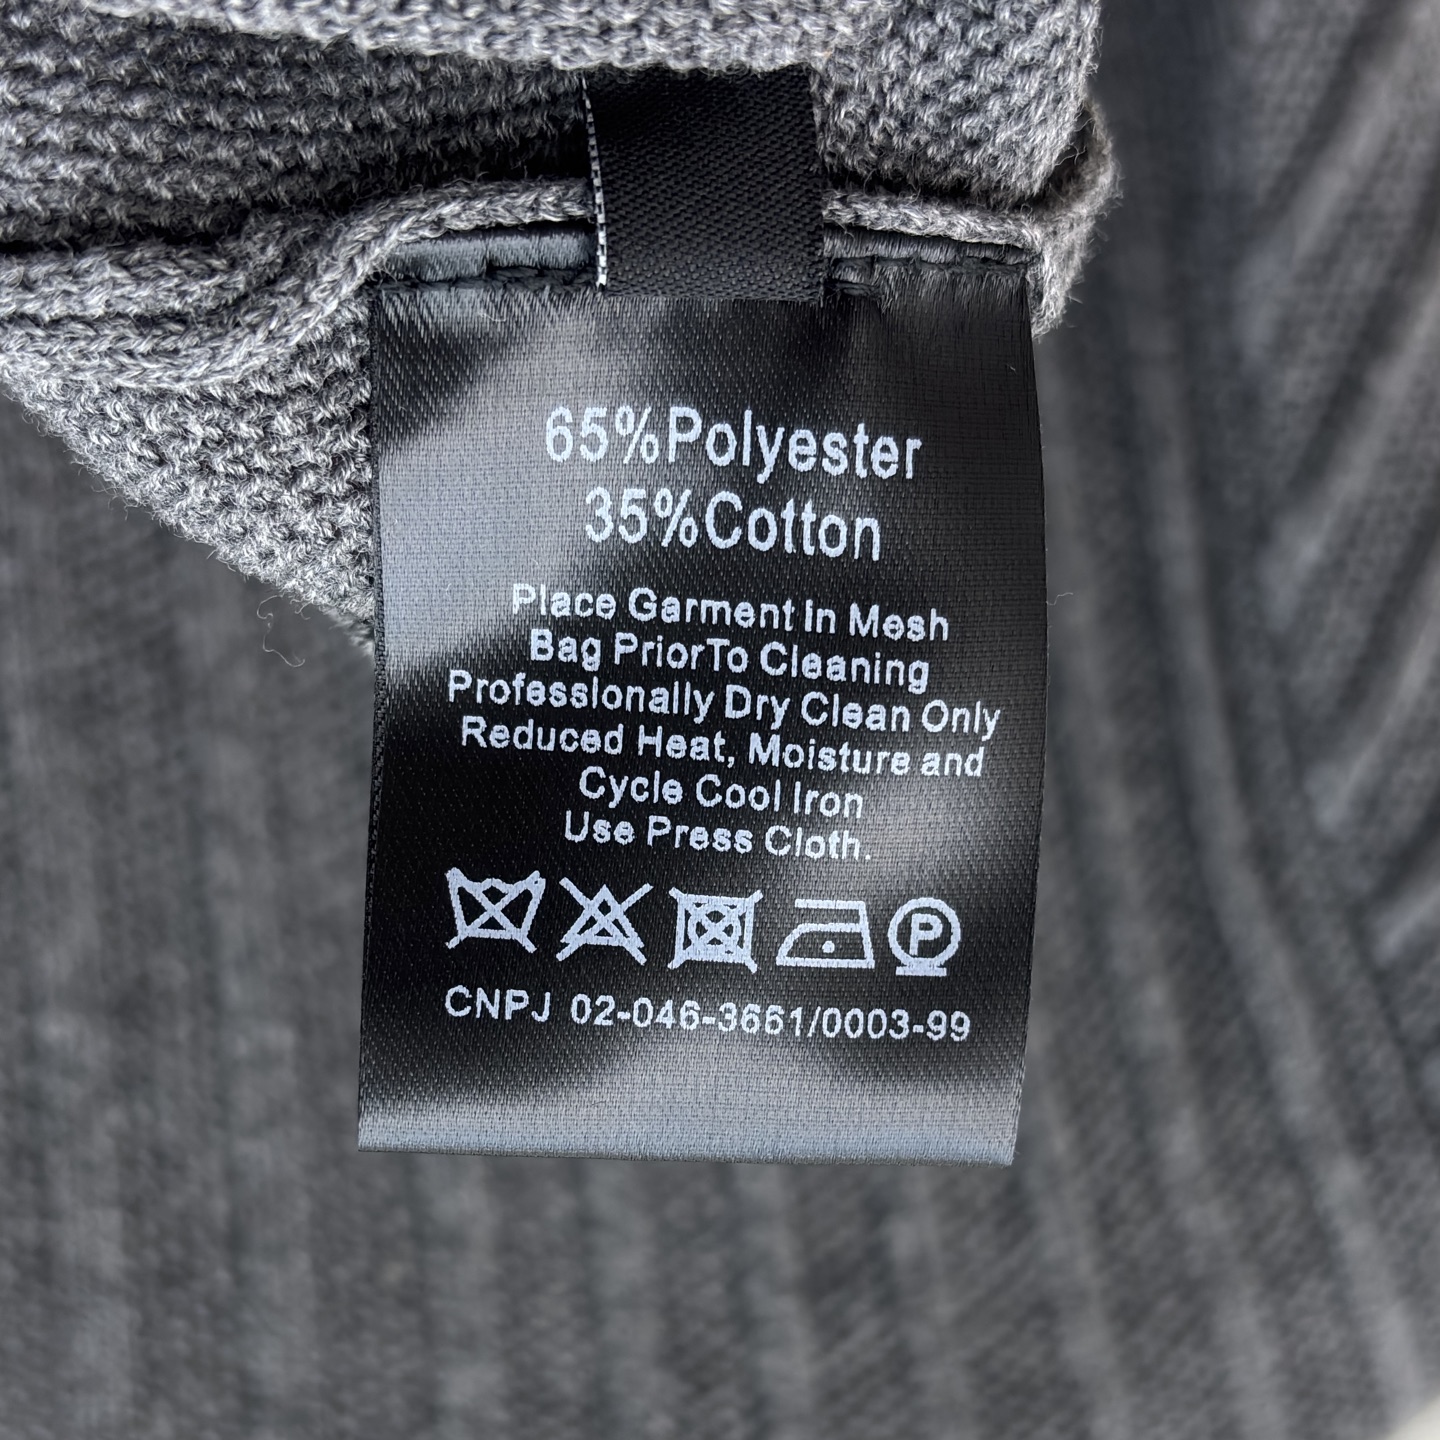 65%Polyester
35%Cotton
Place Garment In Mesh
Bag PriorTo Cleaning
Professionally Dry Clean Only
Reduced Heat, Moisture and
Cycle Cool Iron
Use Press Cloth.
P
CNPJ 02-046-3661/0003-99